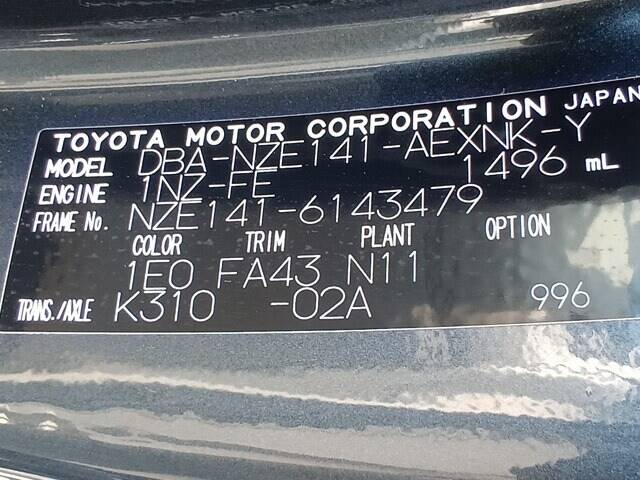 TOYOTA MOTOR CORPORATION JAPAN
MODEL DBA-NZE141-AEXNK-Y
ENGINE 1NZ-FE 1496 mL
FRAME No. NZE141-6143479
COLOR TRIM PLANT OPTION
1E0 FA43 N11
TRANS./AXLE K310 -02A 996